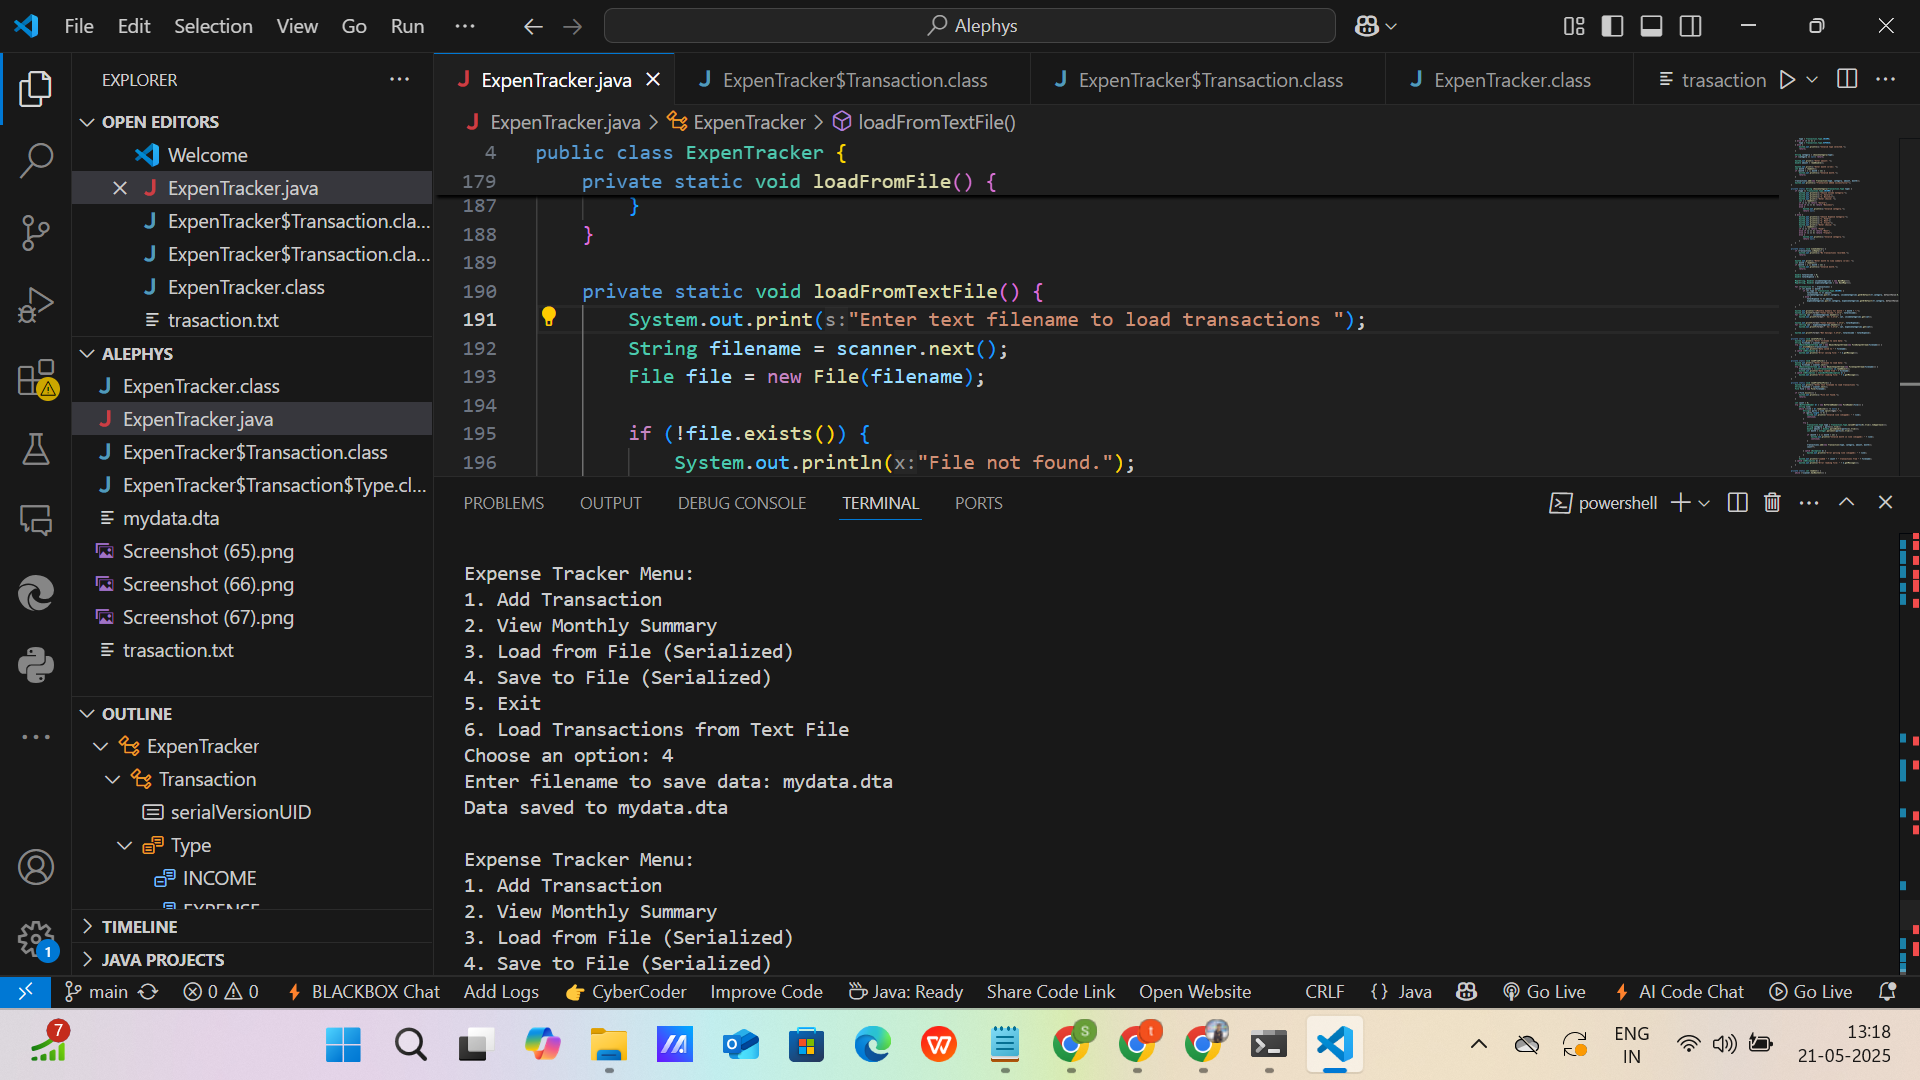 File Edit Selection View Go Run ··· Alephys
EXPLORER ···
OPEN EDITORS
Welcome
ExpenTracker.java
ExpenTracker$Transaction.cla...
ExpenTracker$Transaction.cla...
ExpenTracker.class
trasaction.txt
ALEPHYS
ExpenTracker.class
ExpenTracker.java
ExpenTracker$Transaction.class
ExpenTracker$Transaction$Type.cl...
mydata.dta
Screenshot (65).png
Screenshot (66).png
Screenshot (67).png
trasaction.txt
OUTLINE
ExpenTracker
Transaction
serialVersionUID
Type
INCOME
EXPENSE
TIMELINE
JAVA PROJECTS
1
ExpenTracker.java ExpenTracker$Transaction.class ExpenTracker$Transaction.class ExpenTracker.class trasaction
ExpenTracker.java > ExpenTracker > loadFromTextFile()
4 public class ExpenTracker {
179 private static void loadFromFile() {
187 }
188 }
189
190 private static void loadFromTextFile() {
191 System.out.print(s:"Enter text filename to load transactions ");
192 String filename = scanner.next();
193 File file = new File(filename);
194
195 if (!file.exists()) {
196 System.out.println(x:"File not found.");
PROBLEMS OUTPUT DEBUG CONSOLE TERMINAL PORTS powershell
Expense Tracker Menu:
1. Add Transaction
2. View Monthly Summary
3. Load from File (Serialized)
4. Save to File (Serialized)
5. Exit
6. Load Transactions from Text File
Choose an option: 4
Enter filename to save data: mydata.dta
Data saved to mydata.dta
Expense Tracker Menu:
1. Add Transaction
2. View Monthly Summary
3. Load from File (Serialized)
4. Save to File (Serialized)
main 0 0 BLACKBOX Chat Add Logs CyberCoder Improve Code Java: Ready Share Code Link Open Website CRLF {} Java Go Live AI Code Chat Go Live
7 S t ENG
IN
13:18
21-05-2025